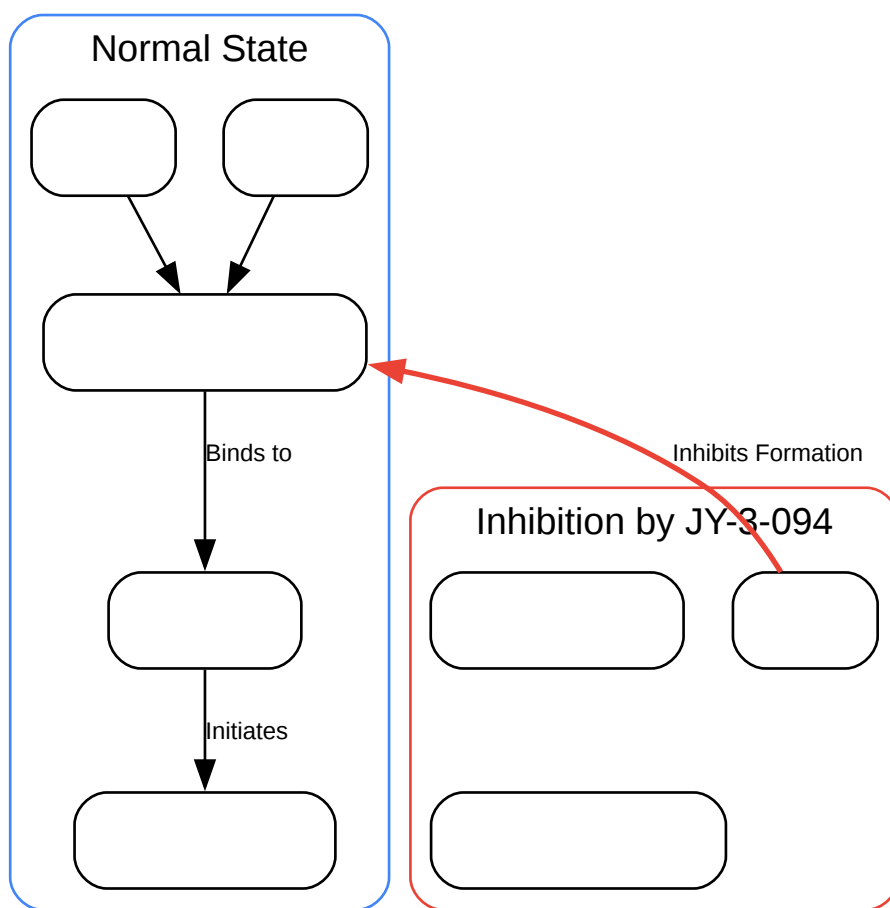 Normal State
Binds to
Inhibits Formation
Inhibition by JY-3-094
Initiates